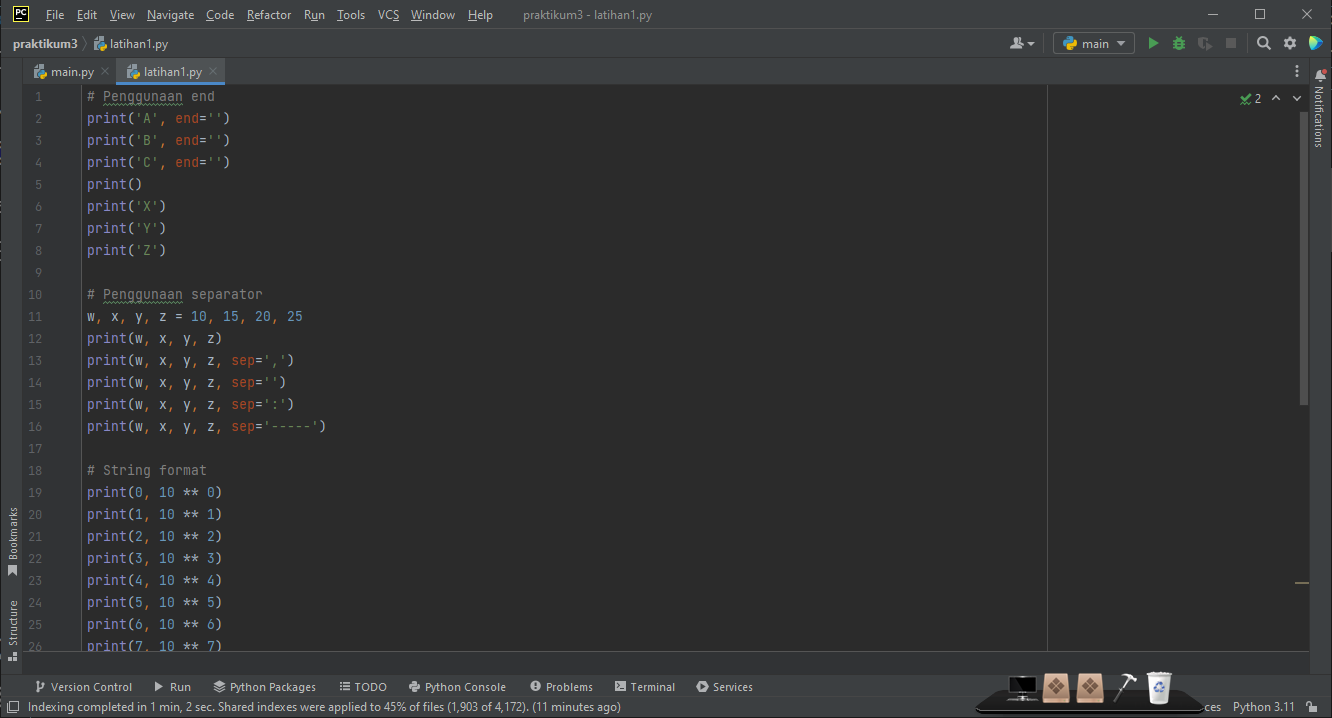 PC File Edit View Navigate Code Refactor Run Tools VCS Window Help praktikum3 - latihan1.py
praktikum3 latihan1.py main
main.py latihan1.py
1 # Penggunaan end
2 print('A', end='')
3 print('B', end='')
4 print('C', end='')
5 print()
6 print('X')
7 print('Y')
8 print('Z')
9
10 # Penggunaan separator
11 w, x, y, z = 10, 15, 20, 25
12 print(w, x, y, z)
13 print(w, x, y, z, sep=',')
14 print(w, x, y, z, sep='')
15 print(w, x, y, z, sep=':')
16 print(w, x, y, z, sep='-----')
17
18 # String format
19 print(0, 10 ** 0)
20 print(1, 10 ** 1)
21 print(2, 10 ** 2)
22 print(3, 10 ** 3)
23 print(4, 10 ** 4)
24 print(5, 10 ** 5)
25 print(6, 10 ** 6)
26 print(7, 10 ** 7)
2
Notifications
Bookmarks
Structure
Version Control Run Python Packages TODO Python Console Problems Terminal Services
Indexing completed in 1 min, 2 sec. Shared indexes were applied to 45% of files (1,903 of 4,172). (11 minutes ago) ces Python 3.11